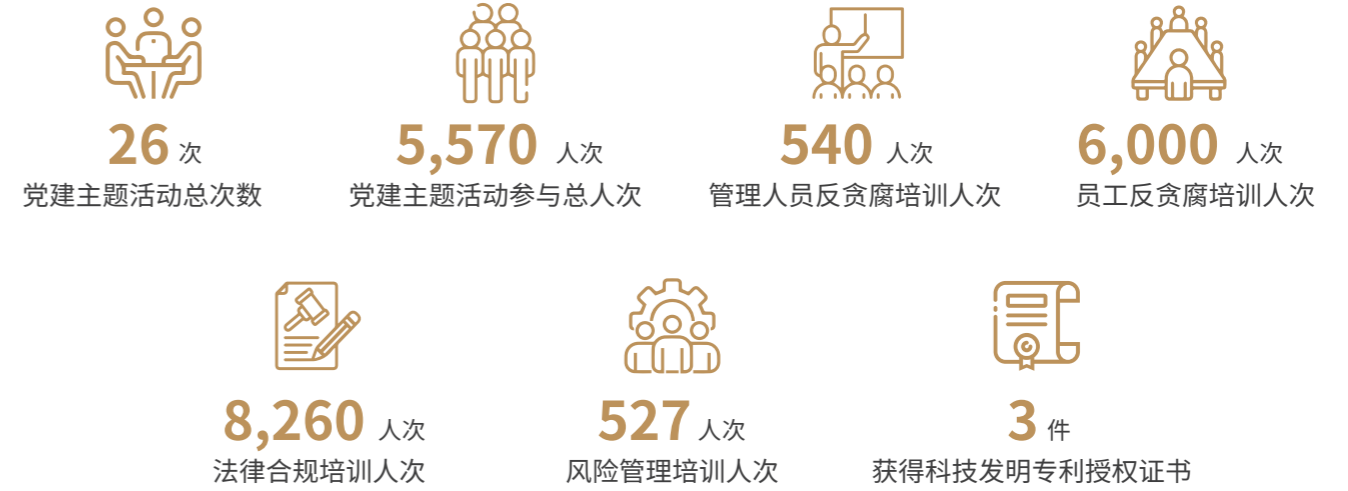 26 次
5,570 人次
540 人次
6,000 人次
党建主题活动总次数
党建主题活动参与总人次
管理人员反贪腐培训人次
员工反贪腐培训人次
8,260 人次
527 人次
3 件
法律合规培训人次
风险管理培训人次
获得科技发明专利授权证书